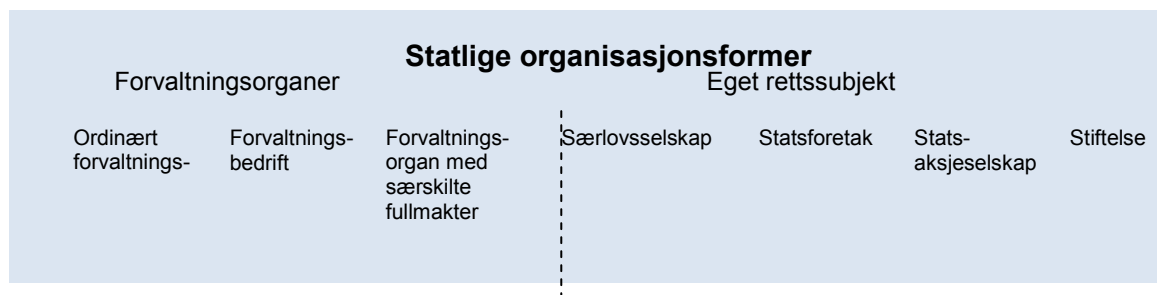 Statlige organisasjonsformer
Forvaltningsorganer
Eget rettssubjekt
Ordinært
forvaltnings-
Forvaltnings-
bedrift
Forvaltnings-
organ med
særskilte
fullmakter
Særlovsselskap
Statsforetak
Stats-
aksjeselskap
Stiftelse